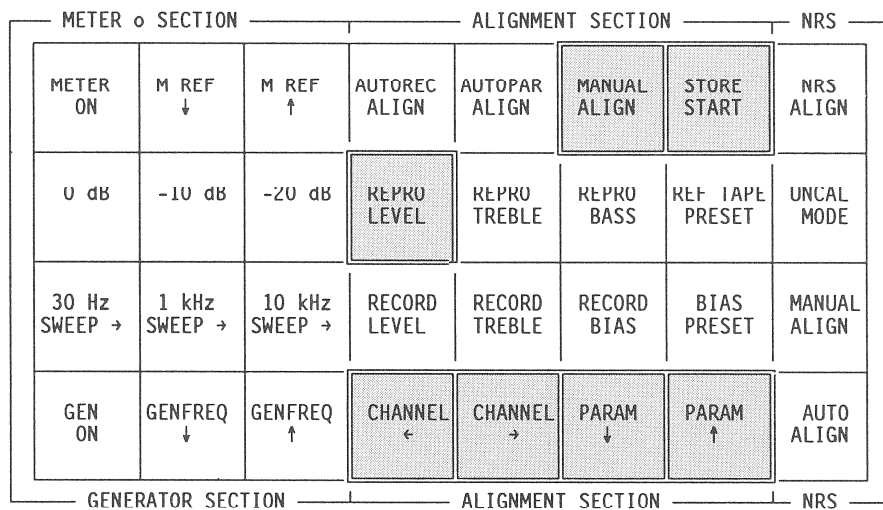 METER o SECTION ALIGNMENT SECTION NRS
METER ON
M REF ↓
M REF ↑
AUTOREC ALIGN
AUTOPAR ALIGN
MANUAL ALIGN
STORE START
NRS ALIGN
0 dB
-10 dB
-20 dB
REPRO LEVEL
REPRO TREBLE
REPRO BASS
REF TAPE PRESET
UNCAL MODE
30 Hz SWEEP →
1 kHz SWEEP →
10 kHz SWEEP →
RECORD LEVEL
RECORD TREBLE
RECORD BIAS
BIAS PRESET
MANUAL ALIGN
GEN ON
GENFREQ ↓
GENFREQ ↑
CHANNEL ←
CHANNEL →
PARAM ↓
PARAM ↑
AUTO ALIGN
GENERATOR SECTION ALIGNMENT SECTION NRS